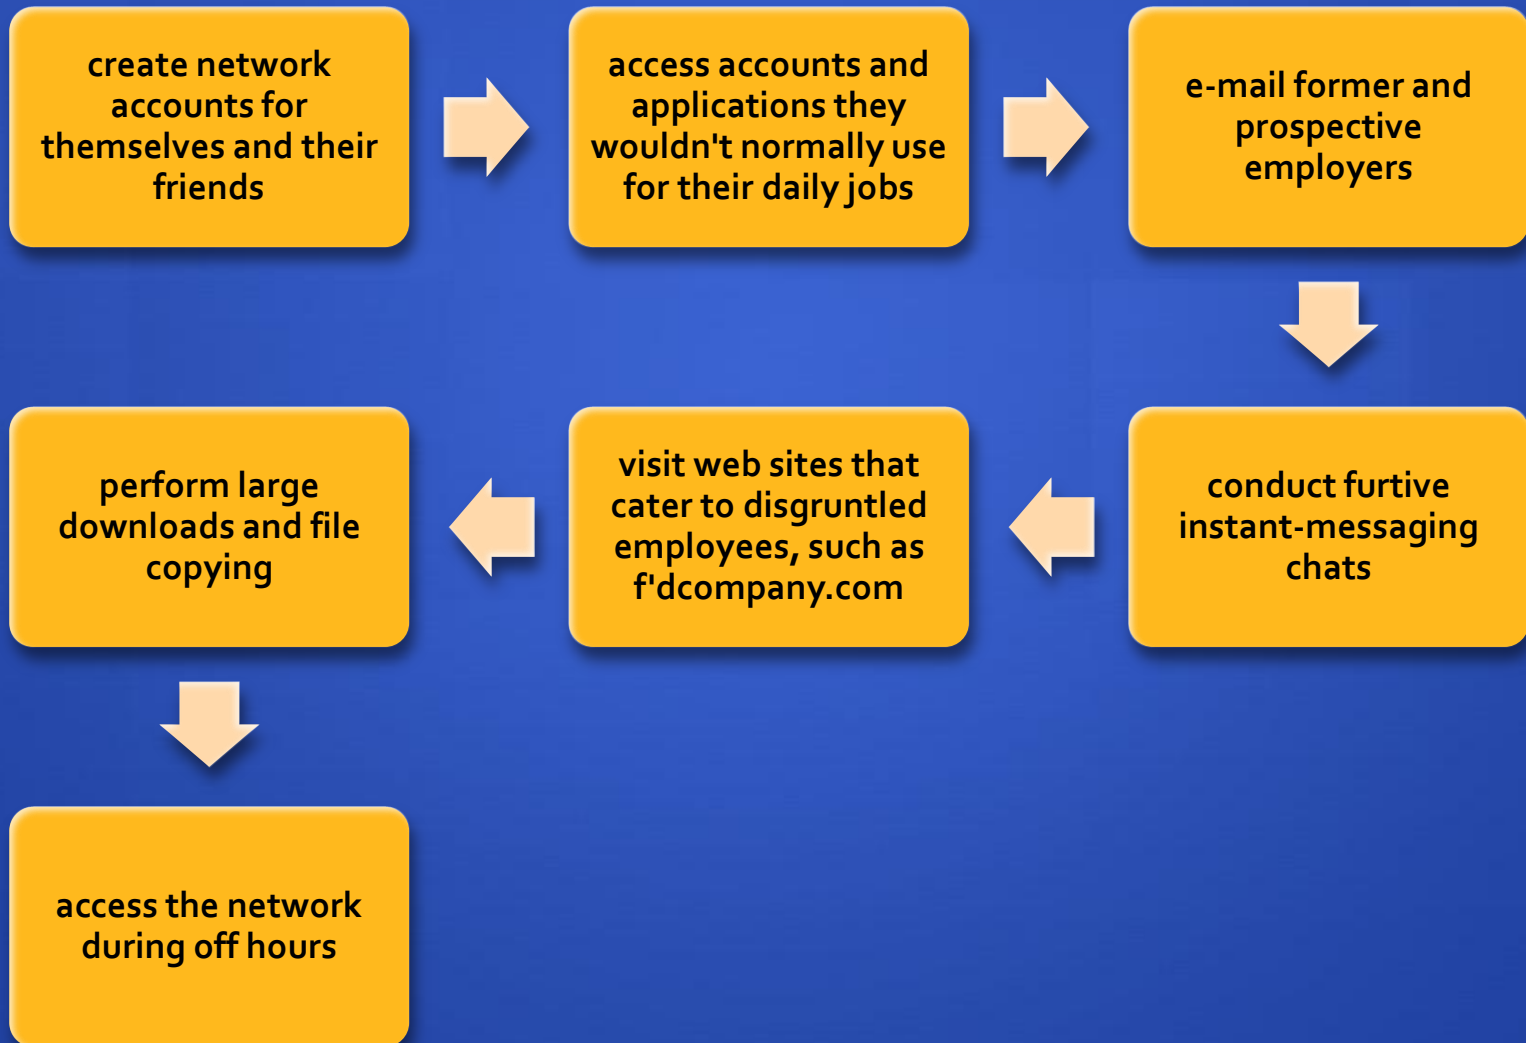 create network
accounts for
themselves and their
friends
access accounts and
applications they
wouldn't normally use
for their daily jobs
e-mail former and
prospective
employers
conduct furtive
instant-messaging
chats
visit web sites that
cater to disgruntled
employees, such as
f'dcompany.com
perform large
downloads and file
copying
access the network
during off hours